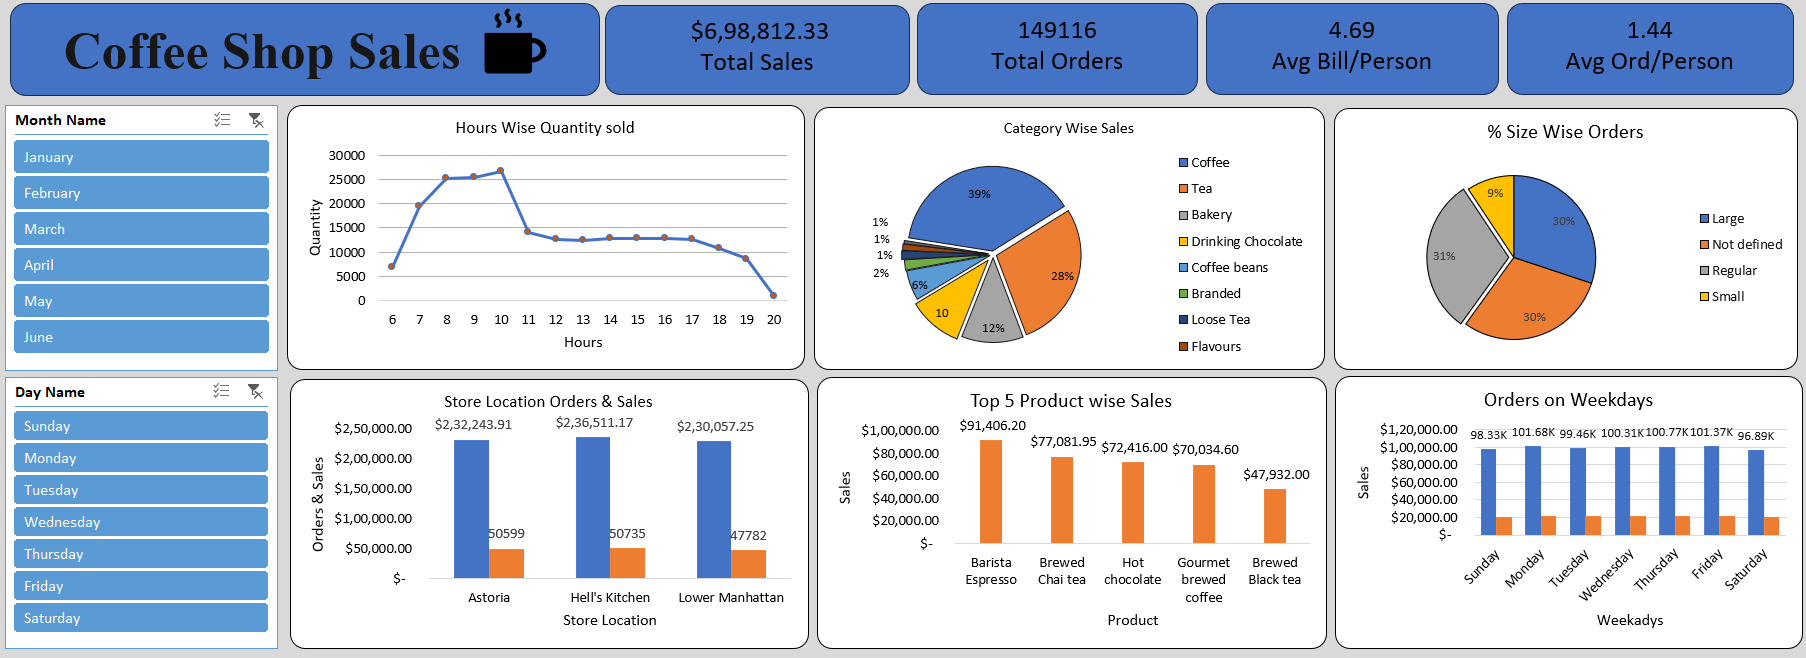 Coffee Shop Sales
$6,98,812.33
Total Sales
149116
Total Orders
4.69
Avg Bill/Person
1.44
Avg Ord/Person
Month Name
January
February
March
April
May
June
Hours Wise Quantity sold
Quantity
30000
25000
20000
15000
10000
5000
0
6 7 8 9 10 11 12 13 14 15 16 17 18 19 20
Hours
Category Wise Sales
39%
28%
12%
10
6%
2%
1%
1%
1%
Coffee
Tea
Bakery
Drinking Chocolate
Coffee beans
Branded
Loose Tea
Flavours
% Size Wise Orders
30%
30%
31%
9%
Large
Not defined
Regular
Small
Day Name
Sunday
Monday
Tuesday
Wednesday
Thursday
Friday
Saturday
Store Location Orders & Sales
Orders & Sales
$2,50,000.00
$2,00,000.00
$1,50,000.00
$1,00,000.00
$50,000.00
$-
$2,32,243.91 $2,36,511.17 $2,30,057.25
50599 50735 47782
Astoria Hell's Kitchen Lower Manhattan
Store Location
Top 5 Product wise Sales
Sales
$1,00,000.00
$80,000.00
$60,000.00
$40,000.00
$20,000.00
$-
$91,406.20 $77,081.95 $72,416.00 $70,034.60 $47,932.00
Barista Espresso
Brewed Chai tea
Hot chocolate
Gourmet brewed coffee
Brewed Black tea
Product
Orders on Weekdays
Sales
$1,20,000.00
$1,00,000.00
$80,000.00
$60,000.00
$40,000.00
$20,000.00
$-
98.33K 101.68K 99.46K 100.31K 100.77K 101.37K 96.89K
Sunday Monday Tuesday Wednesday Thursday Friday Saturday
Weekadys